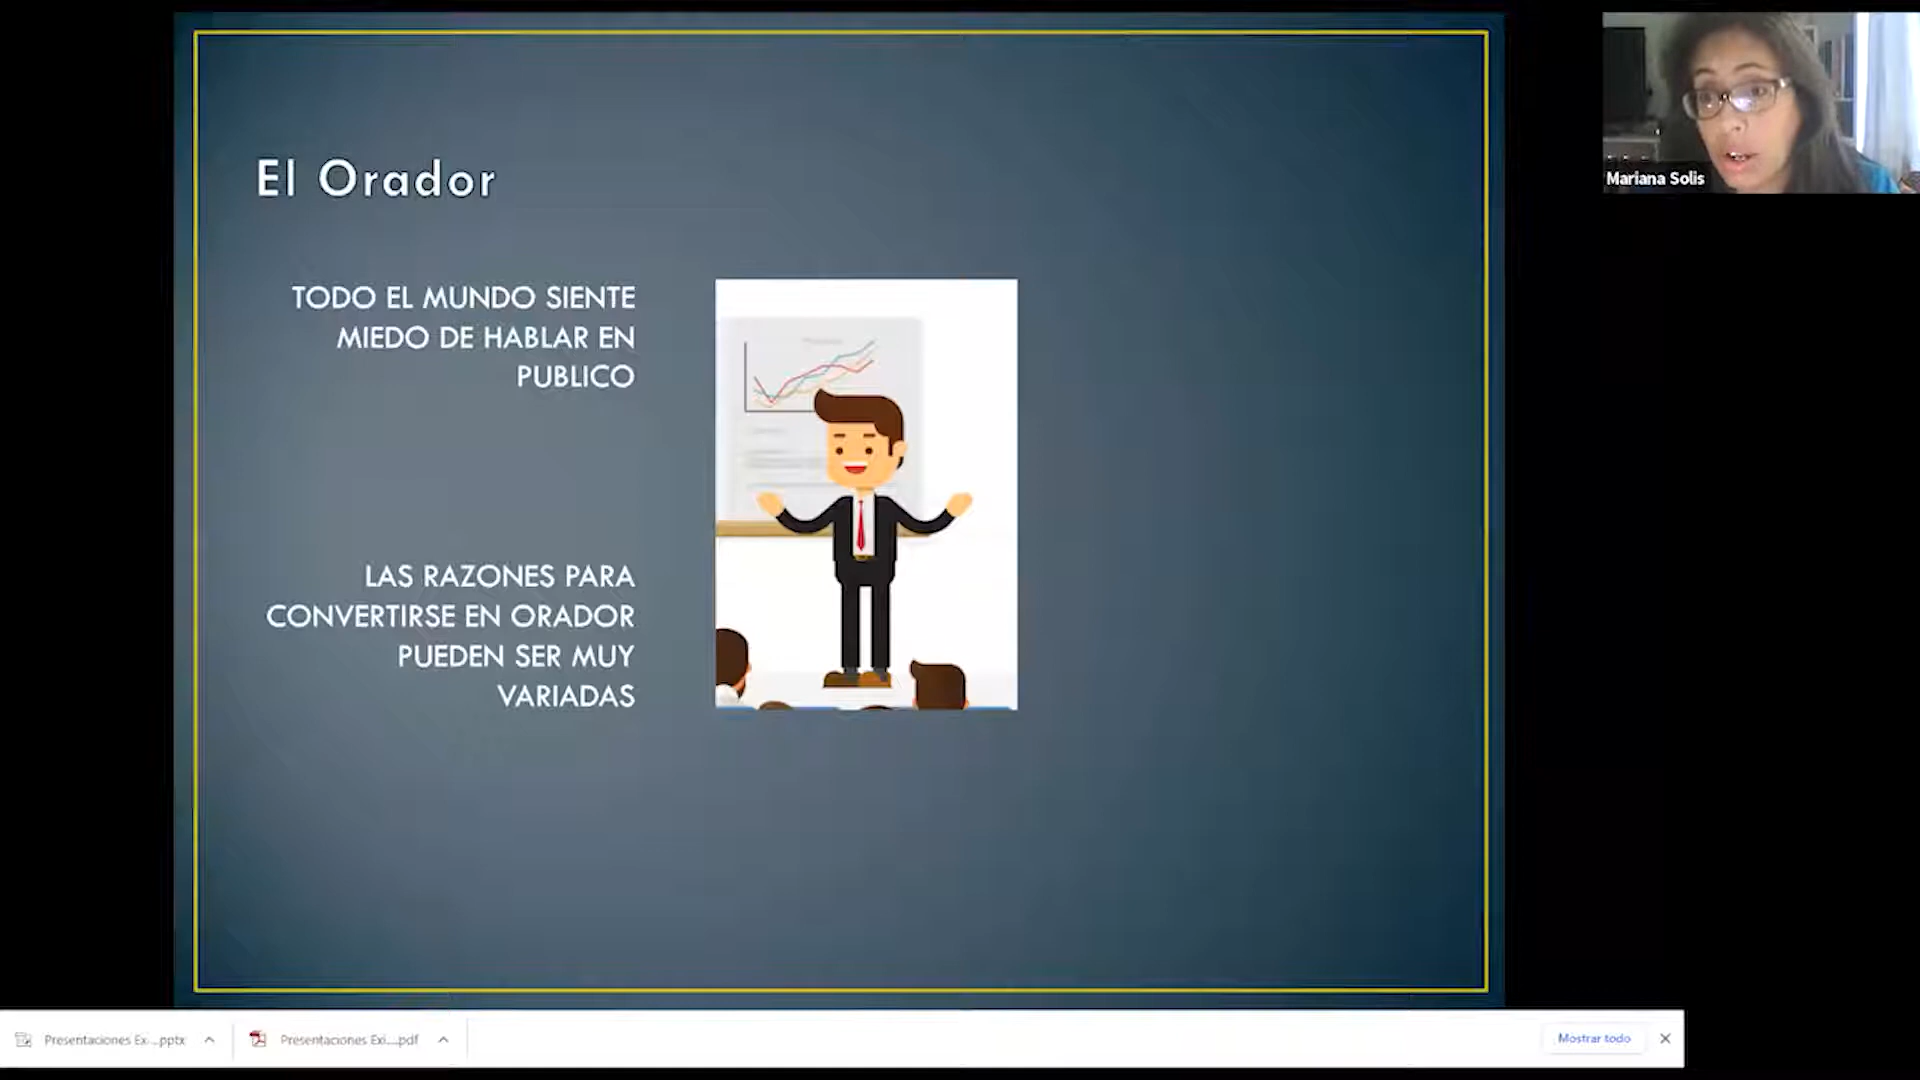 El Orador
TODO EL MUNDO SIENTE
MIEDO DE HABLAR EN
PUBLICO
LAS RAZONES PARA
CONVERTIRSE EN ORADOR
PUEDEN SER MUY
VARIADAS
Mariana Solis
Presentaciones Ex....pptx
Presentaciones Exi....pdf
Mostrar todo